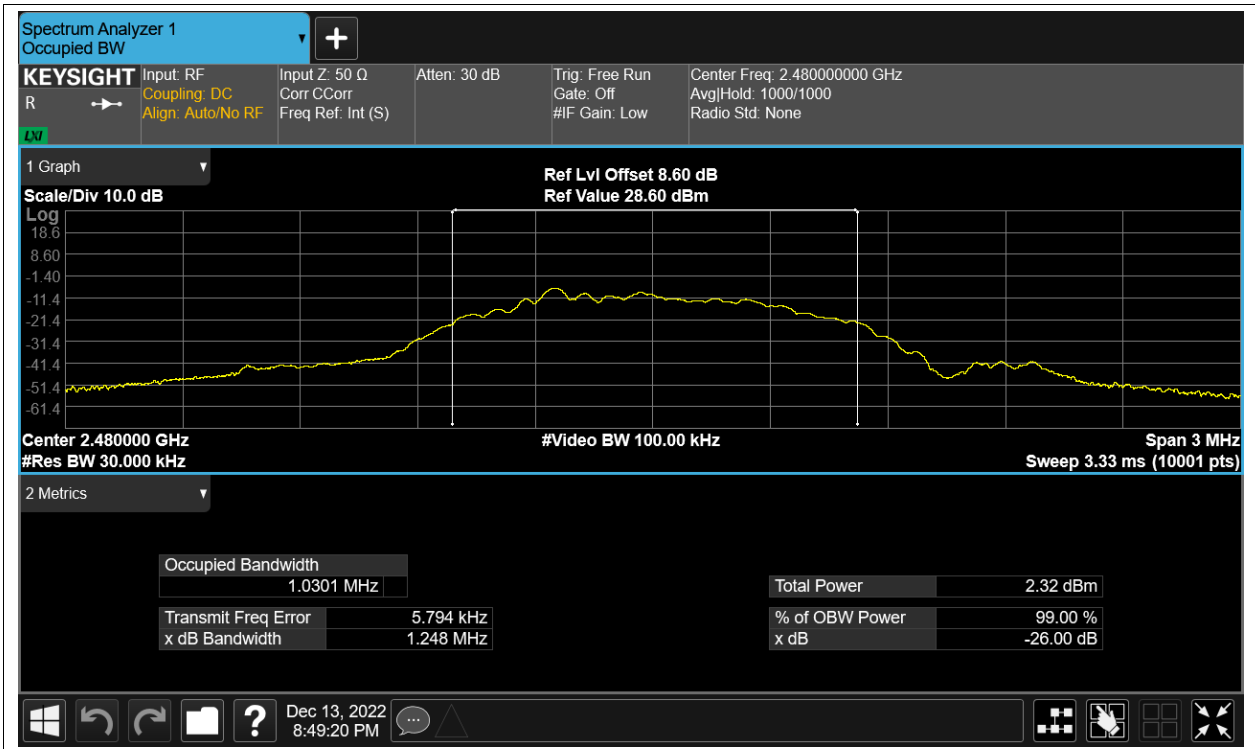 Spectrum Analyzer 1
Occupied BW
KEYSIGHT
R
LXI
Input: RF
Coupling: DC
Align: Auto/No RF
Input Z: 50 Ω
Corr CCorr
Freq Ref: Int (S)
Atten: 30 dB
Trig: Free Run
Gate: Off
#IF Gain: Low
Center Freq: 2.480000000 GHz
Avg|Hold: 1000/1000
Radio Std: None
1 Graph
Scale/Div 10.0 dB
Ref Lvl Offset 8.60 dB
Ref Value 28.60 dBm
Log
18.6
8.60
-1.40
-11.4
-21.4
-31.4
-41.4
-51.4
-61.4
Center 2.480000 GHz
#Res BW 30.000 kHz
#Video BW 100.00 kHz
Span 3 MHz
Sweep 3.33 ms (10001 pts)
2 Metrics
Occupied Bandwidth
1.0301 MHz
Transmit Freq Error 5.794 kHz
x dB Bandwidth 1.248 MHz
Total Power 2.32 dBm
% of OBW Power 99.00 %
x dB -26.00 dB
Dec 13, 2022
8:49:20 PM